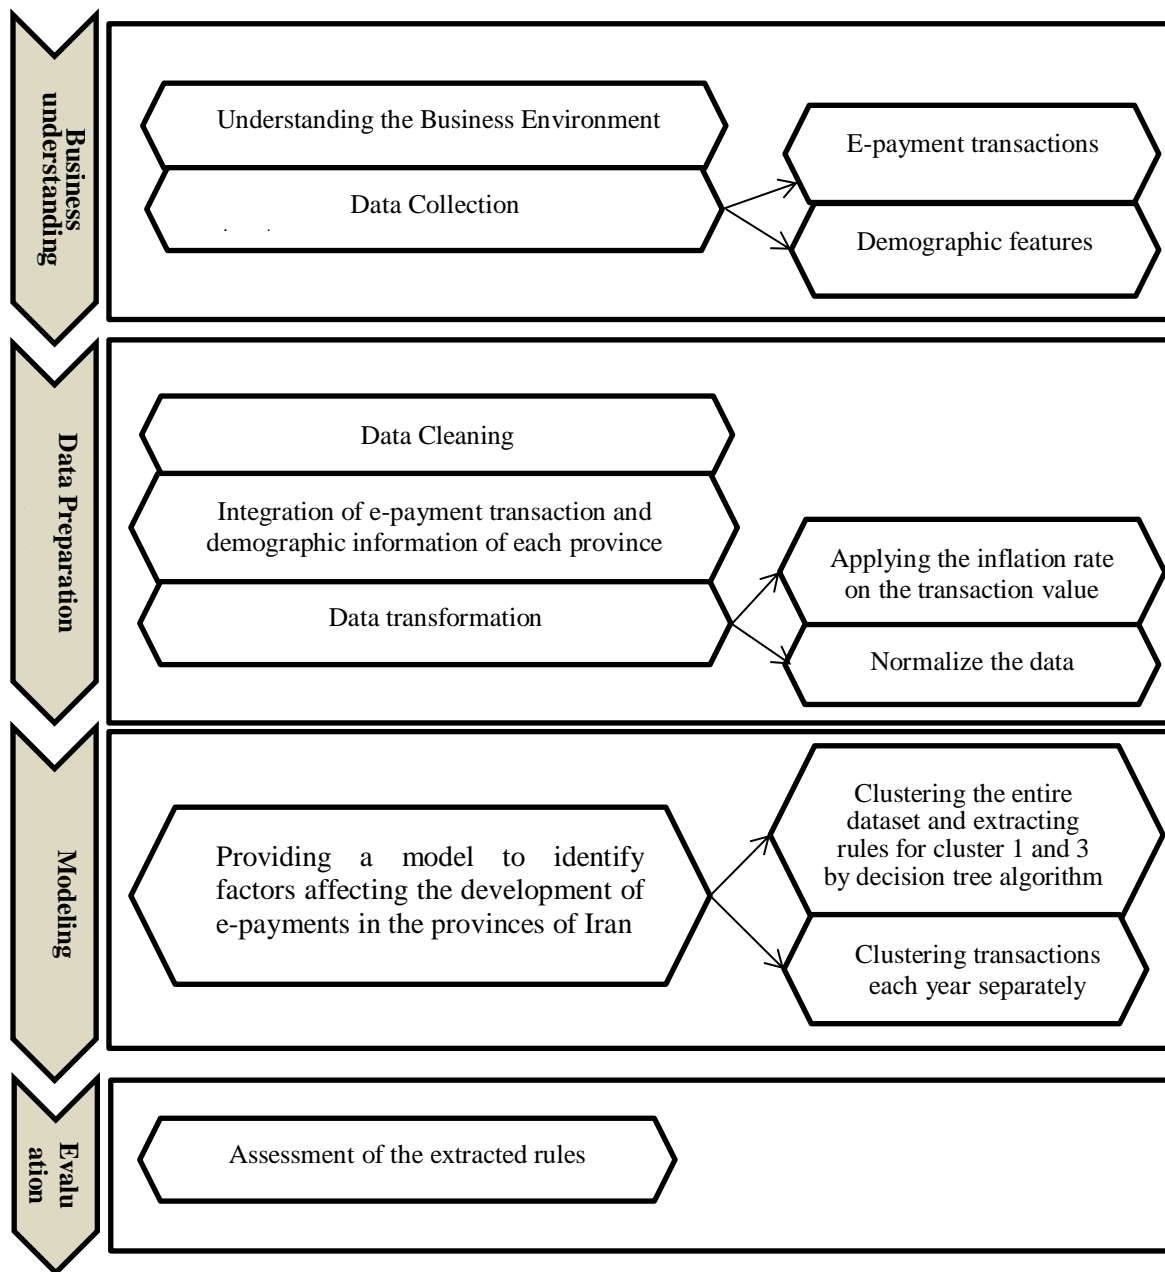 Business
understanding
Understanding the Business Environment
Data Collection
E-payment transactions
Demographic features
Data Preparation
Data Cleaning
Integration of e-payment transaction and
demographic information of each province
Data transformation
Applying the inflation rate
on the transaction value
Normalize the data
Modeling
Providing a model to identify
factors affecting the development of
e-payments in the provinces of Iran
Clustering the entire
dataset and extracting
rules for cluster 1 and 3
by decision tree algorithm
Clustering transactions
each year separately
Evalu
ation
Assessment of the extracted rules